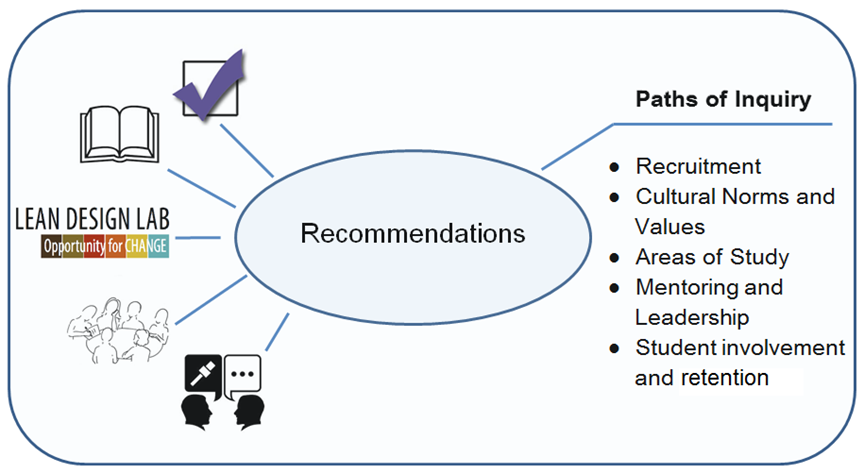 LEAN DESIGN LAB
Opportunity for CHANGE
Recommendations
Paths of Inquiry
● Recruitment
● Cultural Norms and
Values
● Areas of Study
● Mentoring and
Leadership
● Student involvement
and retention